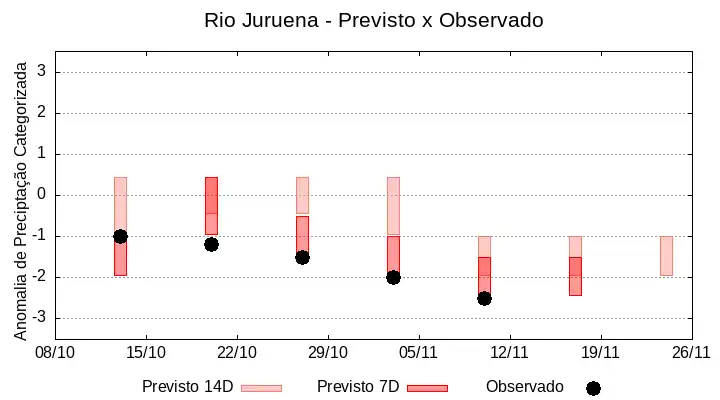 Rio Juruena - Previsto x Observado
Anomalia de Preciptação Categorizada
3
2
1
0
-1
-2
-3
08/10 15/10 22/10 29/10 05/11 12/11 19/11 26/11
Previsto 14D Previsto 7D Observado